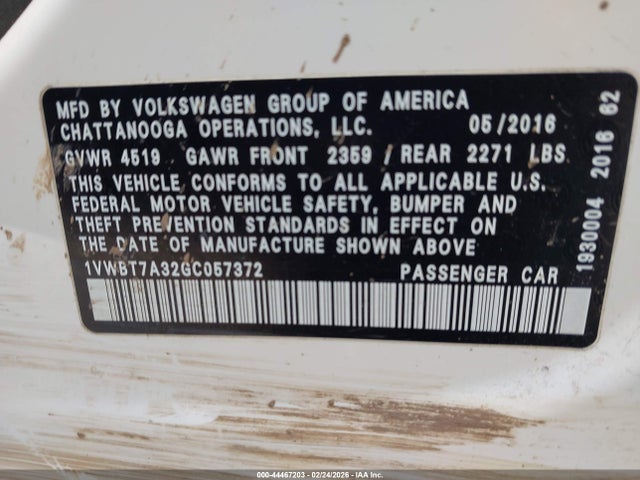 MFD BY VOLKSWAGEN GROUP OF AMERICA
CHATTANOOGA OPERATIONS, LLC. 05/2016
GVWR 4519 GAWR FRONT 2359 / REAR 2271 LBS
THIS VEHICLE CONFORMS TO ALL APPLICABLE U.S.
FEDERAL MOTOR VEHICLE SAFETY, BUMPER AND
THEFT PREVENTION STANDARDS IN EFFECT ON
THE DATE OF MANUFACTURE SHOWN ABOVE
1VWBT7A32GC057372 PASSENGER CAR
1930004 2016 62
000-44467203 - 02/24/2026 - IAAI.COM